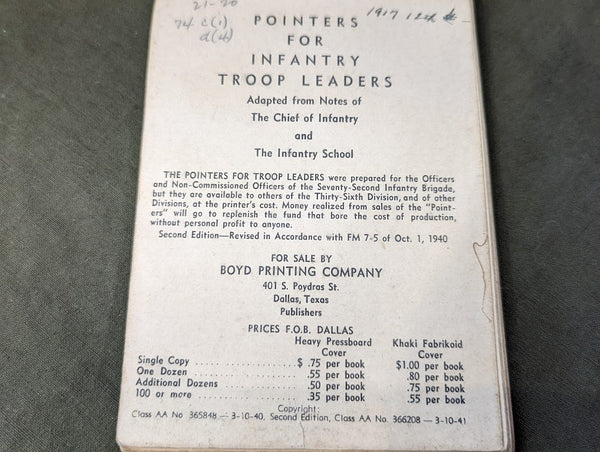 21-20
74 c(1)
d(4)
1917 12th
POINTERS
FOR
INFANTRY
TROOP LEADERS
Adapted from Notes of
The Chief of Infantry
and
The Infantry School
THE POINTERS FOR TROOP LEADERS were prepared for the Officers
and Non-Commissioned Officers of the Seventy-Second Infantry Brigade,
but they are available to others of the Thirty-Sixth Division, and of other
Divisions, at the printer's cost. Money realized from sales of the "Point-
ers" will go to replenish the fund that bore the cost of production,
without personal profit to anyone.
Second Edition—Revised in Accordance with FM 7-5 of Oct. 1, 1940
FOR SALE BY
BOYD PRINTING COMPANY
401 S. Poydras St.
Dallas, Texas
Publishers
PRICES F.O.B. DALLAS
Heavy Pressboard Khaki Fabrikoid
Cover Cover
Single Copy $ .75 per book $1.00 per book
One Dozen .55 per book .80 per book
Additional Dozens .50 per book .75 per book
100 or more .35 per book .55 per book
Copyright:
Class AA No 365848 — 3-10-40, Second Edition, Class AA No. 366208 — 3-10-41